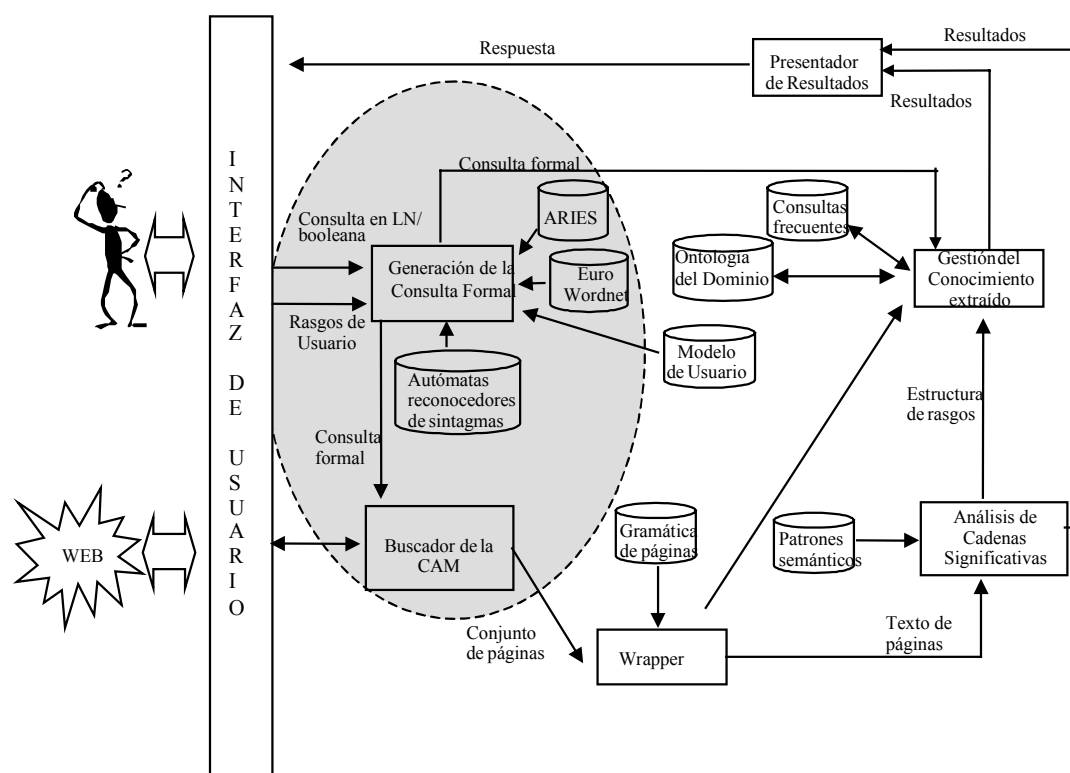 Respuesta
Resultados
Presentador
de Resultados
Resultados
INTERFAZ DE USUARIO
?
Consulta formal
ARIES
Consultas
frecuentes
Consulta en LN/
booleana
Generación de la
Consulta Formal
Euro
Wordnet
Ontología
del Dominio
Gestión del
Conocimiento
extraído
Rasgos de
Usuario
Modelo
de Usuario
Autómatas
reconocedores
de sintagmas
Estructura
de rasgos
Consulta
formal
WEB
Buscador de la
CAM
Gramática
de páginas
Patrones
semánticos
Análisis de
Cadenas
Significativas
Conjunto
de páginas
Wrapper
Texto de
páginas